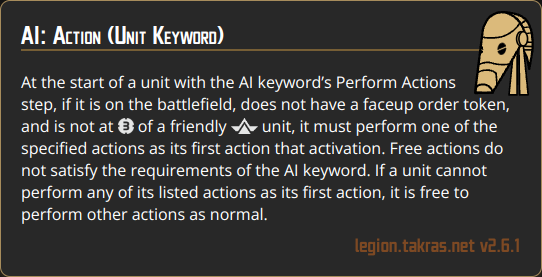 AI: Action (Unit Keyword)
At the start of a unit with the AI keyword's Perform Actions
step, if it is on the battlefield, does not have a faceup order token,
and is not at 3 of a friendly unit, it must perform one of the
specified actions as its first action that activation. Free actions do
not satisfy the requirements of the AI keyword. If a unit cannot
perform any of its listed actions as its first action, it is free to
perform other actions as normal.
legion.takras.net v2.6.1